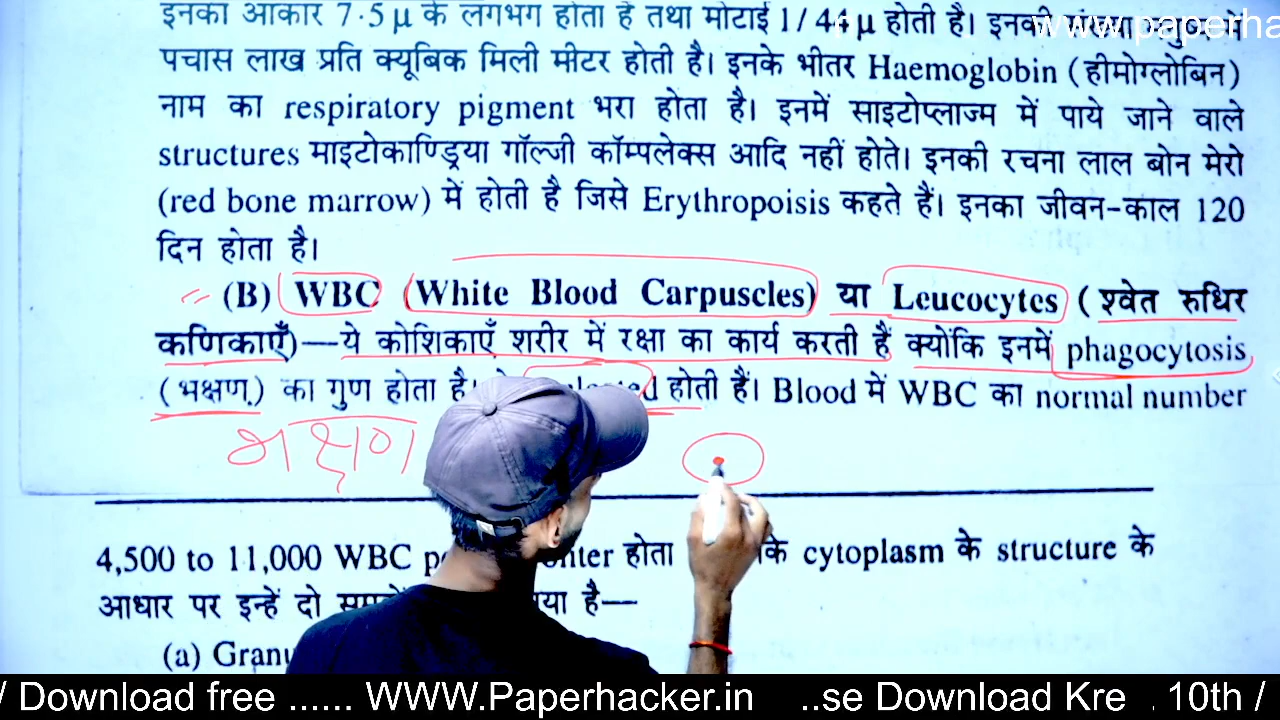 इनका आकार 7·5 μ के लगभग होता है तथा मोटाई 1/44 μ होती है। इनकी संख्या
www.paperha
पचास लाख प्रति क्यूबिक मिली मीटर होती है। इनके भीतर Haemoglobin (हीमोग्लोबिन)
नाम का respiratory pigment भरा होता है। इनमें साइटोप्लाज्म में पाये जाने वाले
structures माइटोकाण्ड्रिया गॉल्जी कॉम्पलेक्स आदि नहीं होते। इनकी रचना लाल बोन मेरो
(red bone marrow) में होती है जिसे Erythropoisis कहते हैं। इनका जीवन-काल 120
दिन होता है।
(B) WBC (White Blood Carpuscles) या Leucocytes (श्वेत रुधिर
कणिकाएँ)—ये कोशिकाएँ शरीर में रक्षा का कार्य करती हैं क्योंकि इनमें phagocytosis
(भक्षण) का गुण होता है। होती हैं। Blood में WBC का normal number
भक्षण
4,500 to 11,000 WBC होता cytoplasm के structure के
आधार पर इन्हें दो गया है—
(a)
/ Download free ...... WWW.Paperhacker.in ..se Download Kre . 10th /